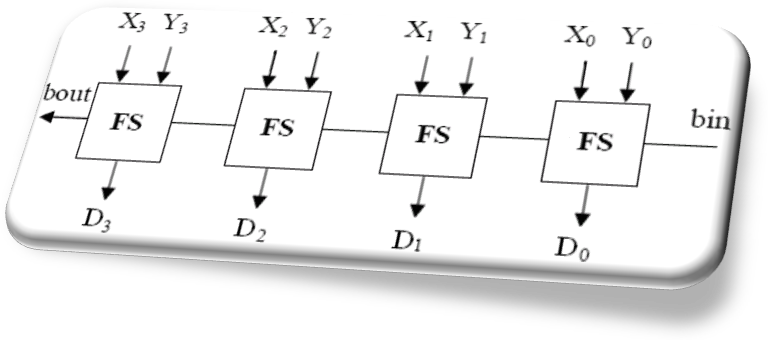 X3 Y3 X2 Y2 X1 Y1 X0 Y0
bout FS FS FS FS bin
D3 D2 D1 D0